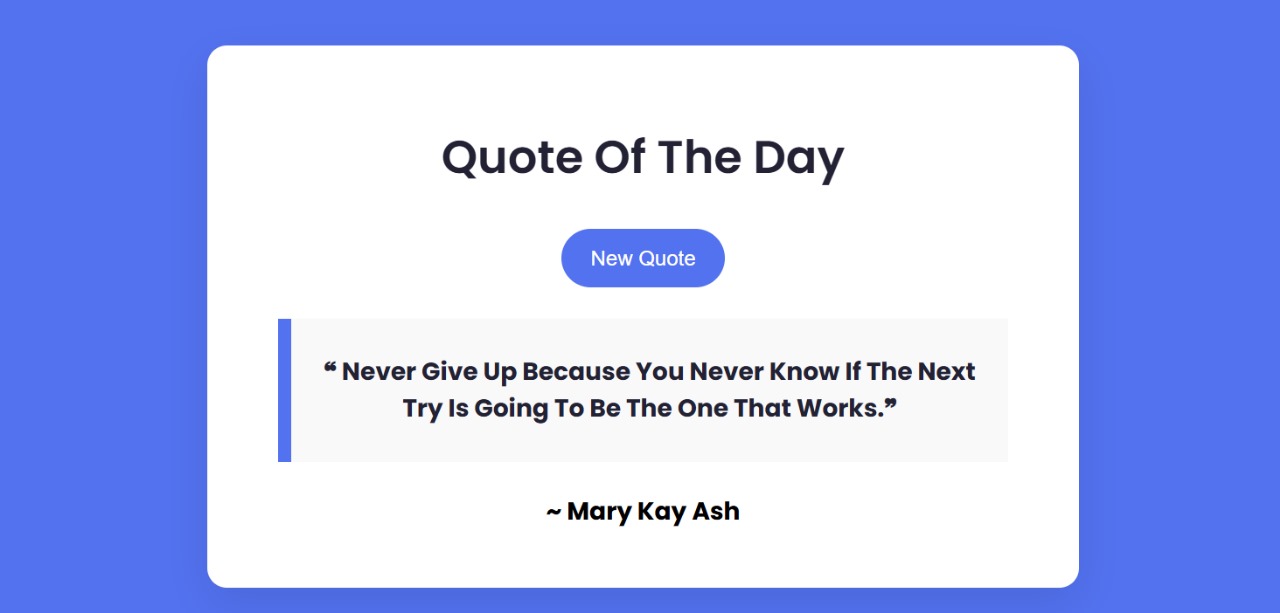 Quote Of The Day
New Quote
❝ Never Give Up Because You Never Know If The Next
Try Is Going To Be The One That Works.❞
~ Mary Kay Ash